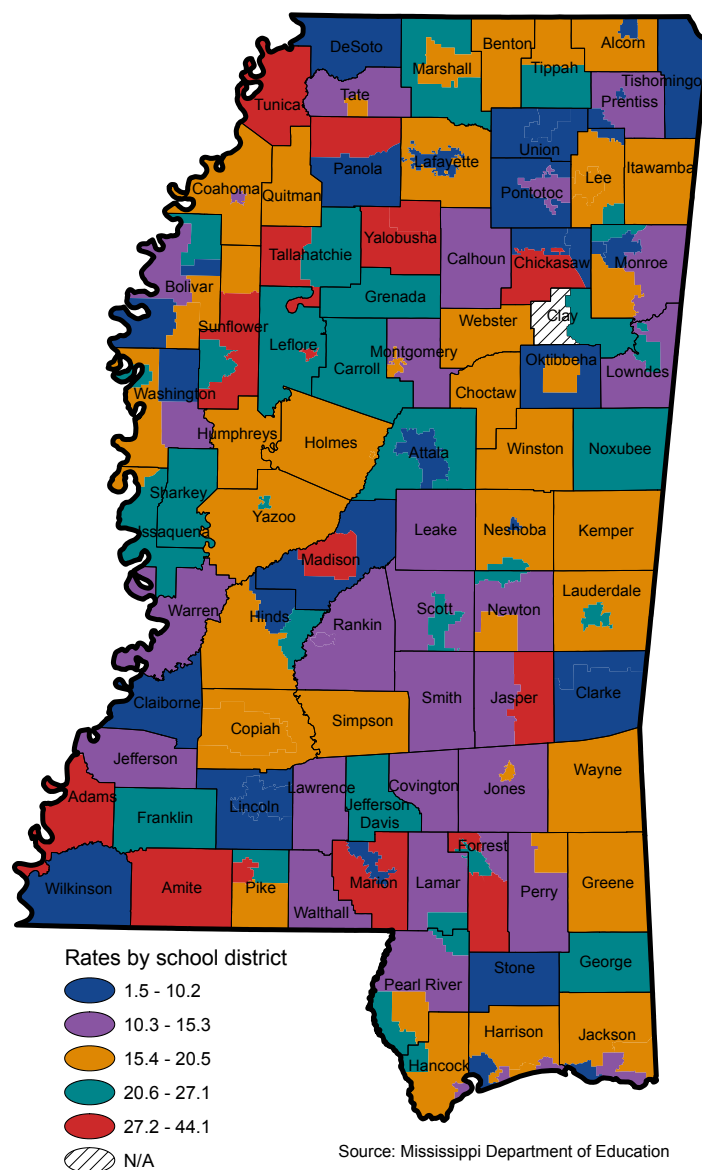 DeSoto
Benton
Alcorn
Marshall
Tippah
Tishomingo
Tunica
Tate
Prentiss
Union
Panola
Lafayette
Coahoma
Quitman
Pontotoc
Lee
Itawamba
Yalobusha
Tallahatchie
Calhoun
Chickasaw
Monroe
Bolivar
Grenada
Sunflower
Webster
Clay
Leflore
Carroll
Montgomery
Oktibbeha
Lowndes
Washington
Choctaw
Humphreys
Holmes
Attala
Winston
Noxubee
Sharkey
Yazoo
Issaquena
Leake
Neshoba
Kemper
Madison
Warren
Hinds
Rankin
Scott
Newton
Lauderdale
Claiborne
Smith
Jasper
Clarke
Copiah
Simpson
Jefferson
Wayne
Adams
Lincoln
Lawrence
Covington
Jones
Franklin
Jefferson
Davis
Forrest
Wilkinson
Amite
Pike
Marion
Lamar
Perry
Greene
Walthall
Rates by school district
Stone
George
Pearl River
1.5 - 10.2
10.3 - 15.3
Harrison
Jackson
15.4 - 20.5
Hancock
20.6 - 27.1
27.2 - 44.1
N/A
Source: Mississippi Department of Education